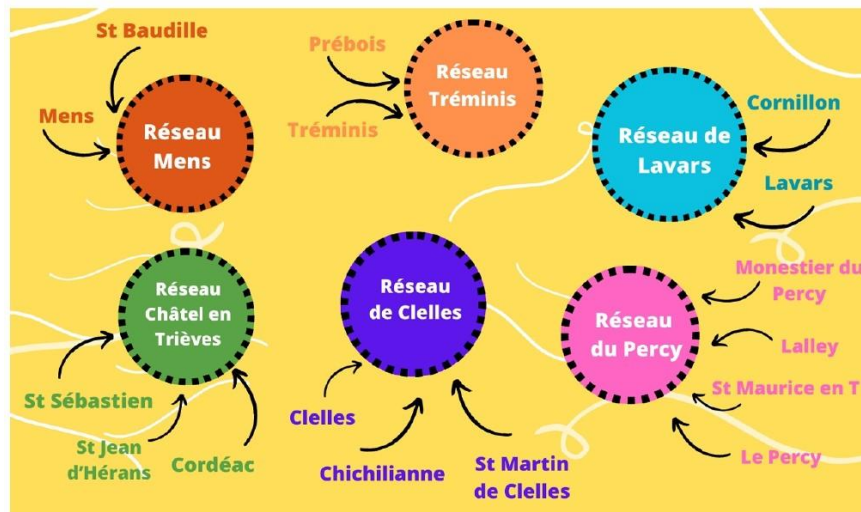 St Baudille
Mens
Réseau
Mens
Prébois
Tréminis
Réseau
Tréminis
Réseau de
Lavars
Cornillon
Lavars
Réseau
Châtel en
Trièves
St Sébastien
St Jean
d'Hérans
Cordéac
Réseau
de Clelles
Clelles
Chichilianne
St Martin
de Clelles
Réseau
du Percy
Monestier du
Percy
Lalley
St Maurice en T
Le Percy